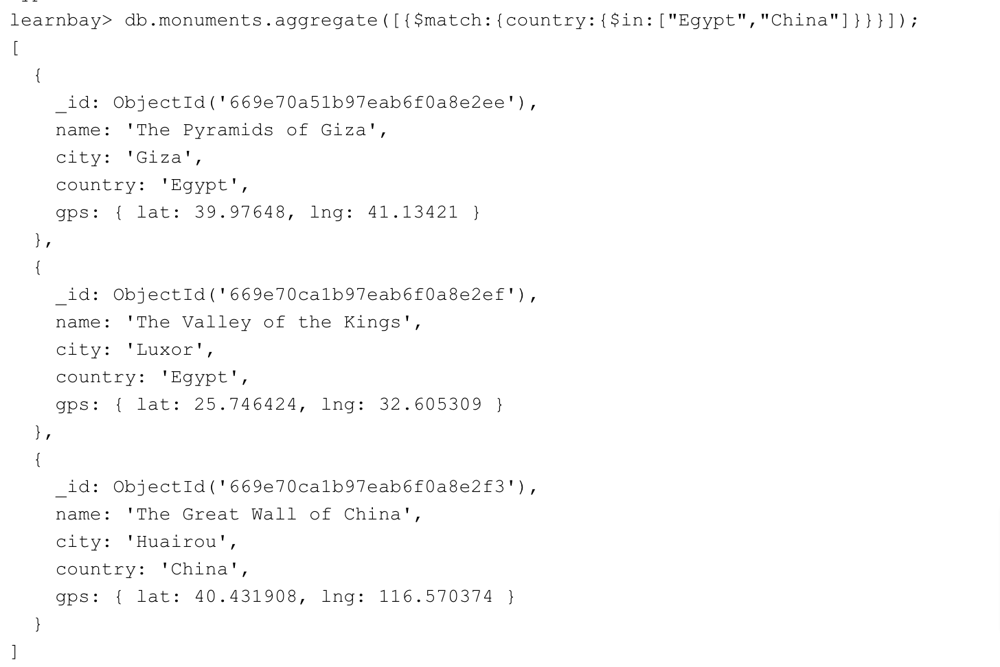 learnbay> db.monuments.aggregate([{$match:{country:{$in:["Egypt","China"]}}}]);
[
  {
    _id: ObjectId('669e70a51b97eab6f0a8e2ee'),
    name: 'The Pyramids of Giza',
    city: 'Giza',
    country: 'Egypt',
    gps: { lat: 39.97648, lng: 41.13421 }
  },
  {
    _id: ObjectId('669e70ca1b97eab6f0a8e2ef'),
    name: 'The Valley of the Kings',
    city: 'Luxor',
    country: 'Egypt',
    gps: { lat: 25.746424, lng: 32.605309 }
  },
  {
    _id: ObjectId('669e70ca1b97eab6f0a8e2f3'),
    name: 'The Great Wall of China',
    city: 'Huairou',
    country: 'China',
    gps: { lat: 40.431908, lng: 116.570374 }
  }
]